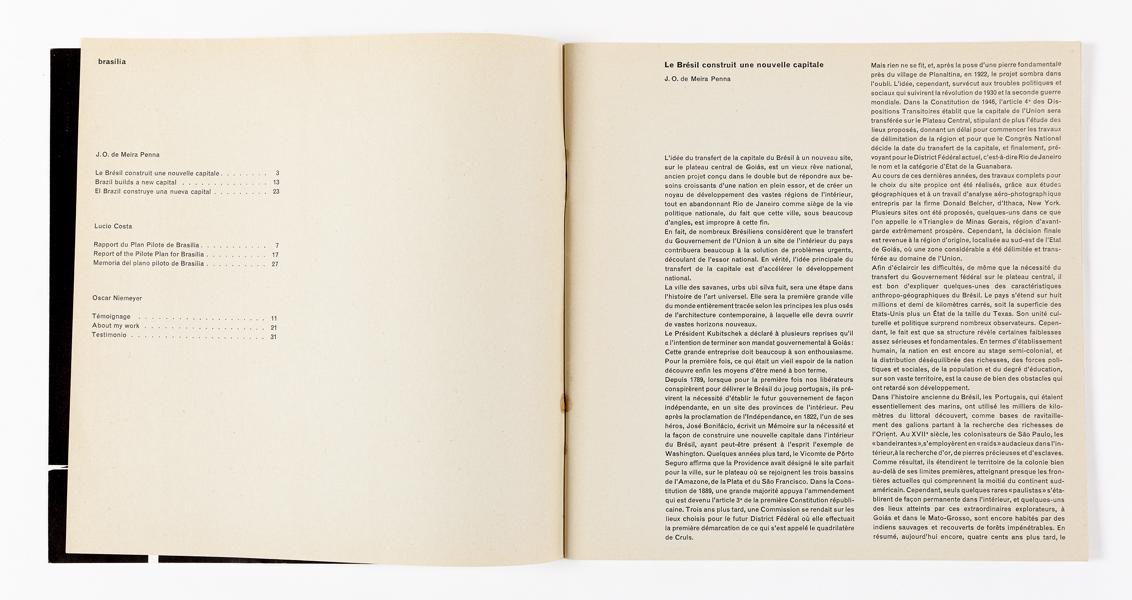 brasilia
J.O. de Meira Penna
Le Brésil construit une nouvelle capitale . . . . . . . . 3
Brazil builds a new capital . . . . . . . . . . . . . 13
El Brazil construye una nueva capital . . . . . . . . . 23
Lucio Costa
Rapport du Plan Pilote de Brasilia . . . . . . . . . . . 7
Report of the Pilote Plan for Brasilia . . . . . . . . . . 17
Memoria del plano piloto de Brasilia . . . . . . . . . . 27
Oscar Niemeyer
Témoignage . . . . . . . . . . . . . . . . . . 11
About my work . . . . . . . . . . . . . . . . . 21
Testimonio . . . . . . . . . . . . . . . . . . . 31
Le Brésil construit une nouvelle capitale
J. O. de Meira Penna
L'idée du transfert de la capitale du Brésil à un nouveau site,
sur le plateau central de Goiás, est un vieux rêve national,
ancien projet conçu dans le double but de répondre aux be-
soins croissants d'une nation en plein essor, et de créer un
noyau de développement des vastes régions de l'intérieur,
tout en abandonnant Rio de Janeiro comme siège de la vie
politique nationale, du fait que cette ville, sous beaucoup
d'angles, est impropre à cette fin.
En fait, de nombreux Brésiliens considèrent que le transfert
du Gouvernement de l'Union à un site de l'intérieur du pays
contribuera beaucoup à la solution de problèmes urgents,
découlant de l'essor national. En vérité, l'idée principale du
transfert de la capitale est d'accélérer le développement
national.
La ville des savanes, urbs ubi silva fuit, sera une étape dans
l'histoire de l'art universel. Elle sera la première grande ville
du monde entièrement tracée selon les principes les plus osés
de l'architecture contemporaine, à laquelle elle devra ouvrir
de vastes horizons nouveaux.
Le Président Kubitschek a déclaré à plusieurs reprises qu'il
a l'intention de terminer son mandat gouvernemental à Goiás:
Cette grande entreprise doit beaucoup à son enthousiasme.
Pour la première fois, ce qui était un vieil espoir de la nation
découvre enfin les moyens d'être mené à bon terme.
Depuis 1789, lorsque pour la première fois nos libérateurs
conspirèrent pour délivrer le Brésil du joug portugais, ils pré-
virent la nécessité d'établir le futur gouvernement de façon
indépendante, en un site des provinces de l'intérieur. Peu
après la proclamation de l'Indépendance, en 1822, l'un de ses
héros, José Bonifácio, écrivit un Mémoire sur la nécessité et
la façon de construire une nouvelle capitale dans l'intérieur
du Brésil, ayant peut-être présent à l'esprit l'exemple de
Washington. Quelques années plus tard, le Vicomte de Pôrto
Seguro affirma que la Providence avait désigné le site parfait
pour la ville, sur le plateau où se rejoignent les trois bassins
de l'Amazone, de la Plata et du São Francisco. Dans la Cons-
titution de 1889, une grande majorité appuya l'ammendement
qui est devenu l'article 3e de la première Constitution républi-
caine. Trois ans plus tard, une Commission se rendait sur les
lieux choisis pour le futur District Fédéral où elle effectuait
la première démarcation de ce qui s'est appelé le quadrilatère
de Cruls.
Mais rien ne se fit, et, après la pose d'une pierre fondamentale
près du village de Planaltina, en 1922, le projet sombra dans
l'oubli. L'idée, cependant, survécut aux troubles politiques et
sociaux qui suivirent la révolution de 1930 et la seconde guerre
mondiale. Dans la Constitution de 1946, l'article 4e des Dis-
positions Transitoires établit que la capitale de l'Union sera
transférée sur le Plateau Central, stipulant de plus l'étude des
lieux proposés, donnant un délai pour commencer les travaux
de délimitation de la région et pour que le Congrès National
décide la date du transfert de la capitale, et finalement, pré-
voyant pour le District Fédéral actuel, c'est-à-dire Rio de Janeiro
le nom et la catégorie d'Etat de la Guanabara.
Au cours de ces dernières années, des travaux complets pour
le choix du site propice ont été réalisés, grâce aux études
géographiques et à un travail d'analyse aéro-photographique
entrepris par la firme Donald Belcher, d'Ithaca, New York.
Plusieurs sites ont été proposés, quelques-uns dans ce que
l'on appelle le «Triangle» de Minas Gerais, région d'avant-
garde extrêmement prospère. Cependant, la décision finale
est revenue à la région d'origine, localisée au sud-est de l'Etat
de Goiás, où une zone considérable a été délimitée et trans-
férée au domaine de l'Union.
Afin d'éclaircir les difficultés, de même que la nécessité du
transfert du Gouvernement fédéral sur le plateau central, il
est bon d'expliquer quelques-unes des caractéristiques
anthropo-géographiques du Brésil. Le pays s'étend sur huit
millions et demi de kilomètres carrés, soit la superficie des
Etats-Unis plus un État de la taille du Texas. Son unité cul-
turelle et politique surprend nombreux observateurs. Cepen-
dant, le fait est que sa structure révèle certaines faiblesses
assez sérieuses et fondamentales. En termes d'établissement
humain, la nation en est encore au stage semi-colonial, et
la distribution déséquilibrée des richesses, des forces poli-
tiques et sociales, de la population et du degré d'éducation,
sur son vaste territoire, est la cause de bien des obstacles qui
ont retardé son développement.
Dans l'histoire ancienne du Brésil, les Portugais, qui étaient
essentiellement des marins, ont utilisé les milliers de kilo-
mètres du littoral découvert, comme bases de ravitaille-
ment des galions partant à la recherche des richesses de
l'Orient. Au XVIIe siècle, les colonisateurs de São Paulo, les
«bandeirantes», s'employèrent en «raids» audacieux dans l'in-
térieur, à la recherche d'or, de pierres précieuses et d'esclaves.
Comme résultat, ils étendirent le territoire de la colonie bien
au-delà de ses limites premières, atteignant presque les fron-
tières actuelles qui comprennent la moitié du continent sud-
américain. Cependant, seuls quelques rares «paulistas» s'éta-
blirent de façon permanente dans l'intérieur, et quelques-uns
des lieux atteints par ces extraordinaires explorateurs, à
Goiás et dans le Mato-Grosso, sont encore habités par des
indiens sauvages et recouverts de forêts impénétrables. En
résumé, aujourd'hui encore, quatre cents ans plus tard, le